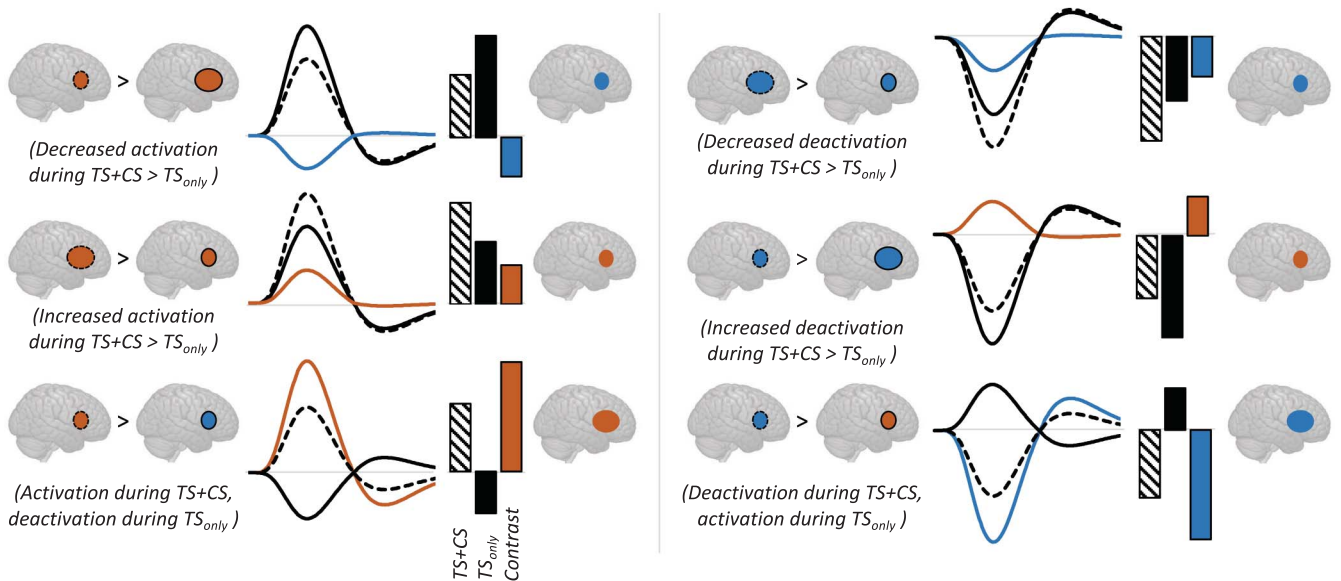 >
(Decreased activation
during TS+CS > TSonly )
>
(Increased activation
during TS+CS > TSonly )
>
(Activation during TS+CS,
deactivation during TSonly )
TS+CS
TSonly
Contrast
>
(Decreased deactivation
during TS+CS > TSonly )
>
(Increased deactivation
during TS+CS > TSonly )
>
(Deactivation during TS+CS,
activation during TSonly )